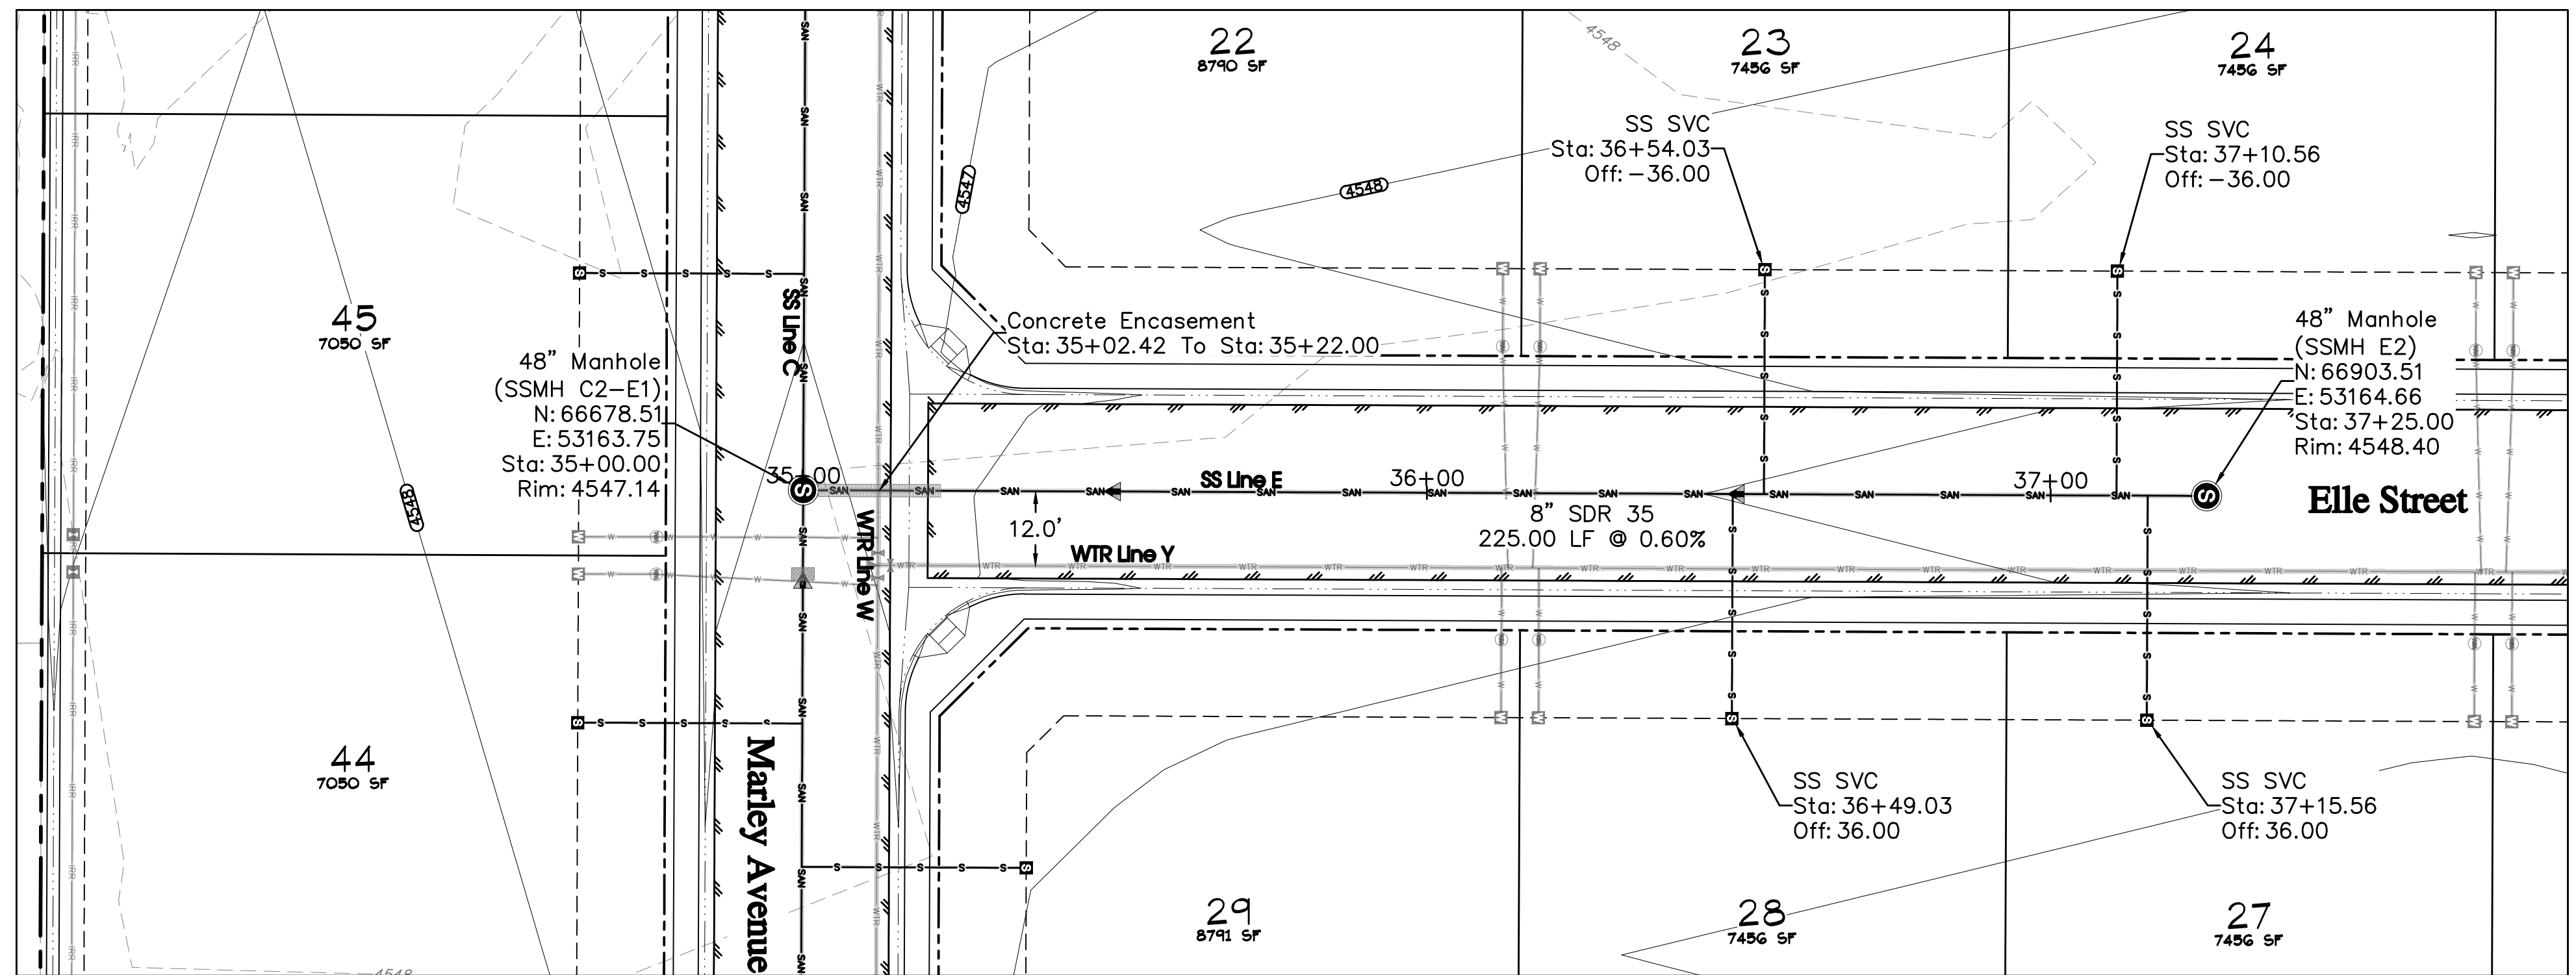 22
8790 SF
23
7456 SF
24
7456 SF
4548
4547
4548
SS SVC
Sta: 36+54.03
Off: -36.00
SS SVC
Sta: 37+10.56
Off: -36.00
45
7050 SF
SS Line C
Concrete Encasement
Sta: 35+02.42 To Sta: 35+22.00
48" Manhole
(SSMH C2-E1)
N: 66678.51
E: 53163.75
Sta: 35+00.00
Rim: 4547.14
48" Manhole
(SSMH E2)
N: 66903.51
E: 53164.66
Sta: 37+25.00
Rim: 4548.40
4548
35+00
SS Line E
36+00
37+00
Elle Street
8" SDR 35
225.00 LF @ 0.60%
12.0'
WTR Line Y
WTR Line W
44
7050 SF
Marley Avenue
SS SVC
Sta: 36+49.03
Off: 36.00
SS SVC
Sta: 37+15.56
Off: 36.00
29
8791 SF
28
7456 SF
27
7456 SF
4548